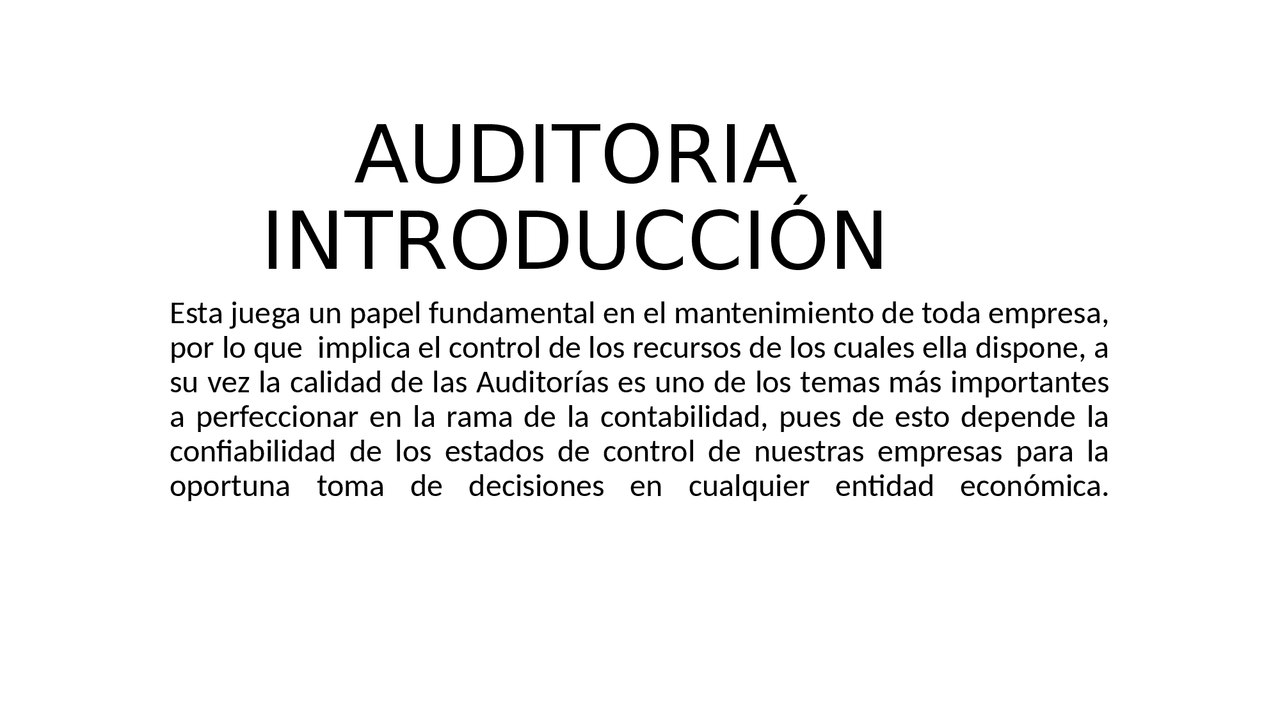 AUDITORIA
INTRODUCCIÓN
Esta juega un papel fundamental en el mantenimiento de toda empresa,
por lo que  implica el control de los recursos de los cuales ella dispone, a
su vez la calidad de las Auditorías es uno de los temas más importantes
a perfeccionar en la rama de la contabilidad, pues de esto depende la
confiabilidad de los estados de control de nuestras empresas para la
oportuna toma de decisiones en cualquier entidad económica.